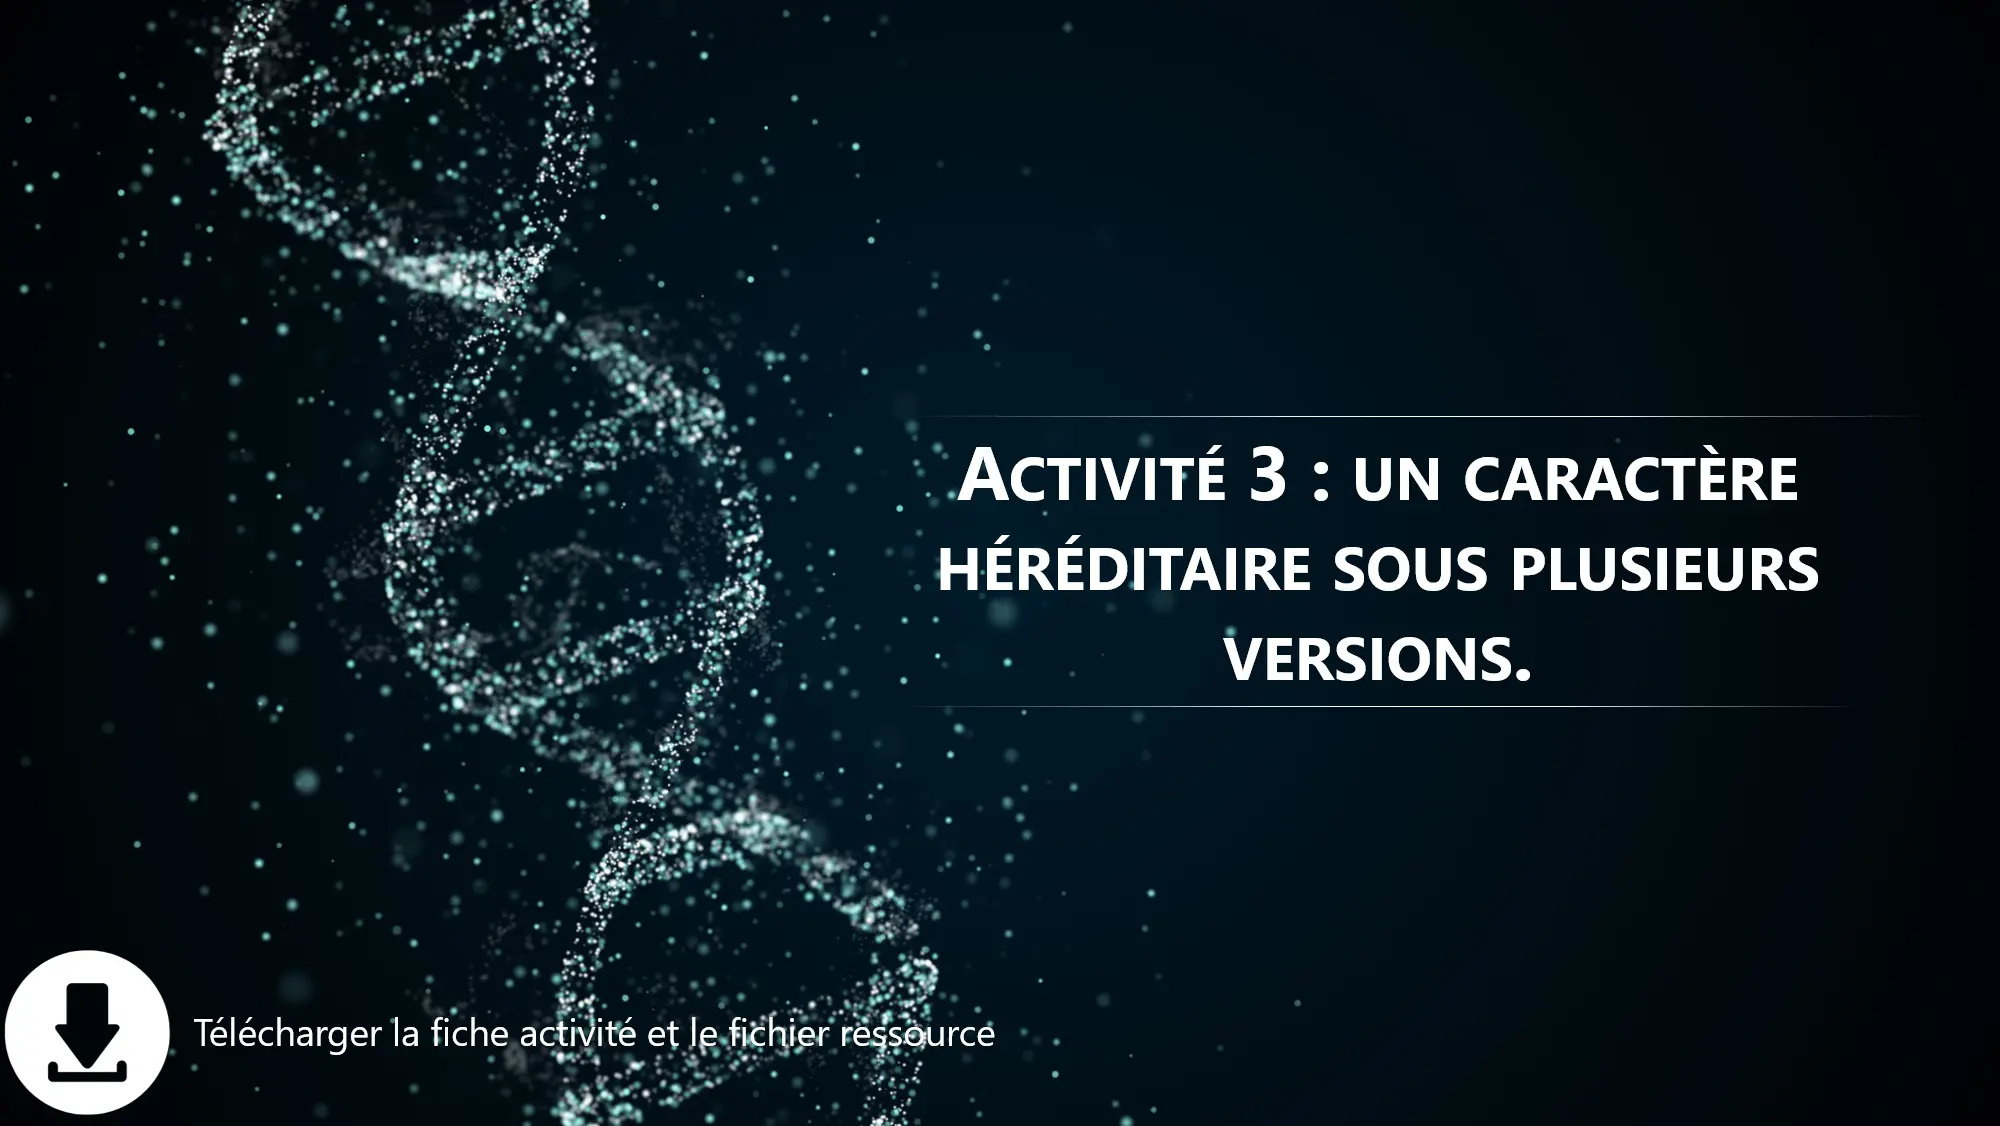 Activité 3 : un caractère
héréditaire sous plusieurs
versions.
Télécharger la fiche activité et le fichier ressource